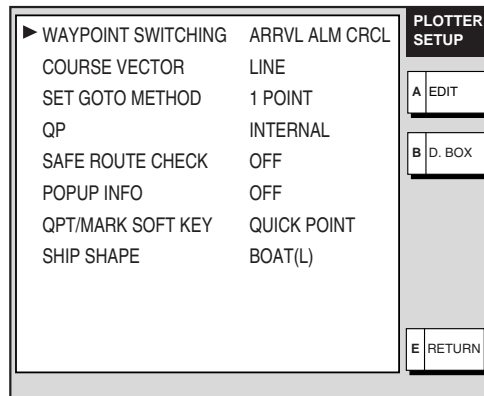 WAYPOINT SWITCHING ARRVL ALM CRCL
COURSE VECTOR LINE
SET GOTO METHOD 1 POINT
QP INTERNAL
SAFE ROUTE CHECK OFF
POPUP INFO OFF
QPT/MARK SOFT KEY QUICK POINT
SHIP SHAPE BOAT(L)
PLOTTER
SETUP
A EDIT
B D. BOX
E RETURN